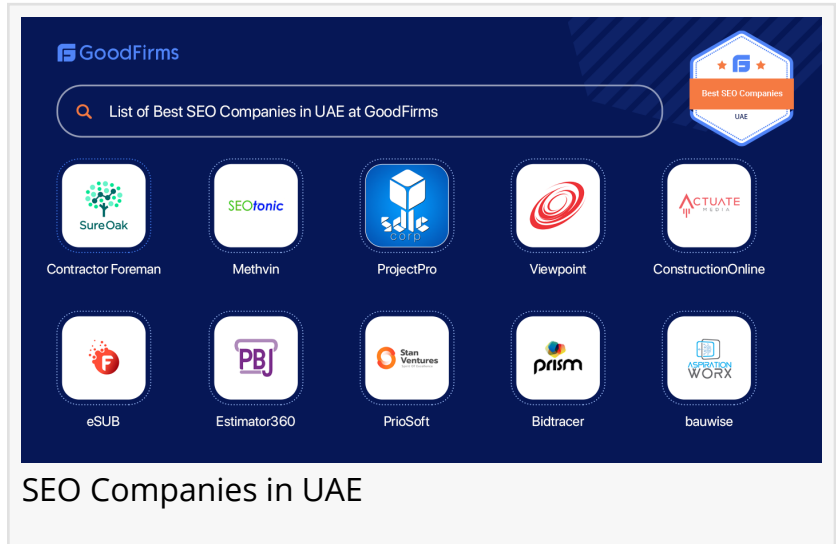 GoodFirms
List of Best SEO Companies in UAE at GoodFirms
Best SEO Companies
UAE
SureOak
SEOtonic
sdlc
corp
ACTUATE
MEDIA
Contractor Foreman
Methvin
ProjectPro
Viewpoint
ConstructionOnline
F
PBJ
Stan
Ventures
prism
ASPIRATION
WORX
eSUB
Estimator360
PrioSoft
Bidtracer
bauwise
SEO Companies in UAE